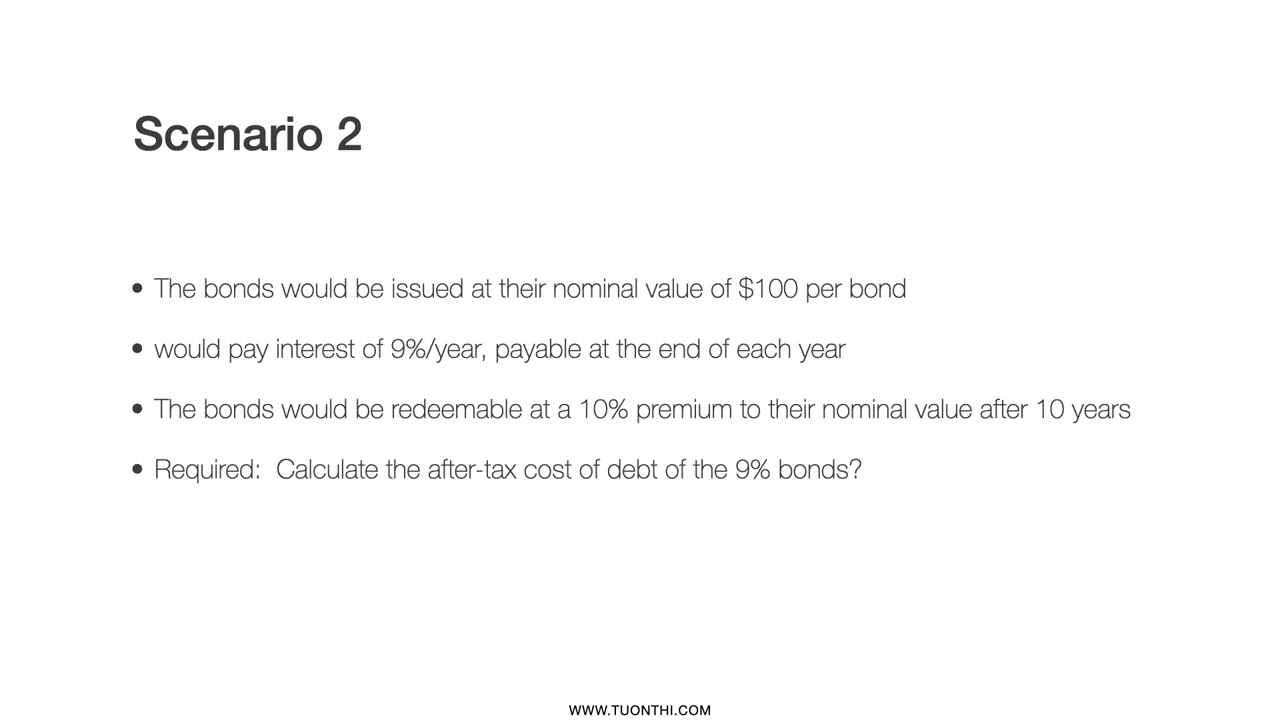 Scenario 2
• The bonds would be issued at their nominal value of $100 per bond
• would pay interest of 9%/year, payable at the end of each year
• The bonds would be redeemable at a 10% premium to their nominal value after 10 years
• Required:  Calculate the after-tax cost of debt of the 9% bonds?
WWW.TUONTHI.COM